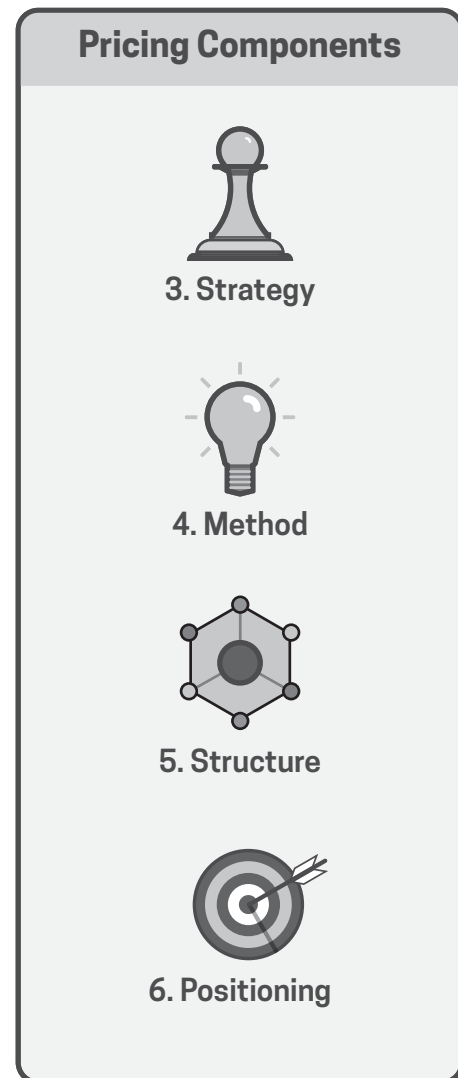 Pricing Components
3. Strategy
4. Method
5. Structure
6. Positioning